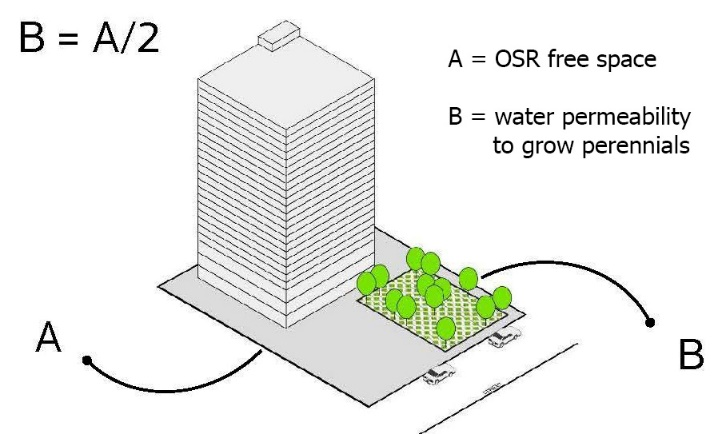 B = A/2
A = OSR free space
B = water permeability
to grow perennials
A
B